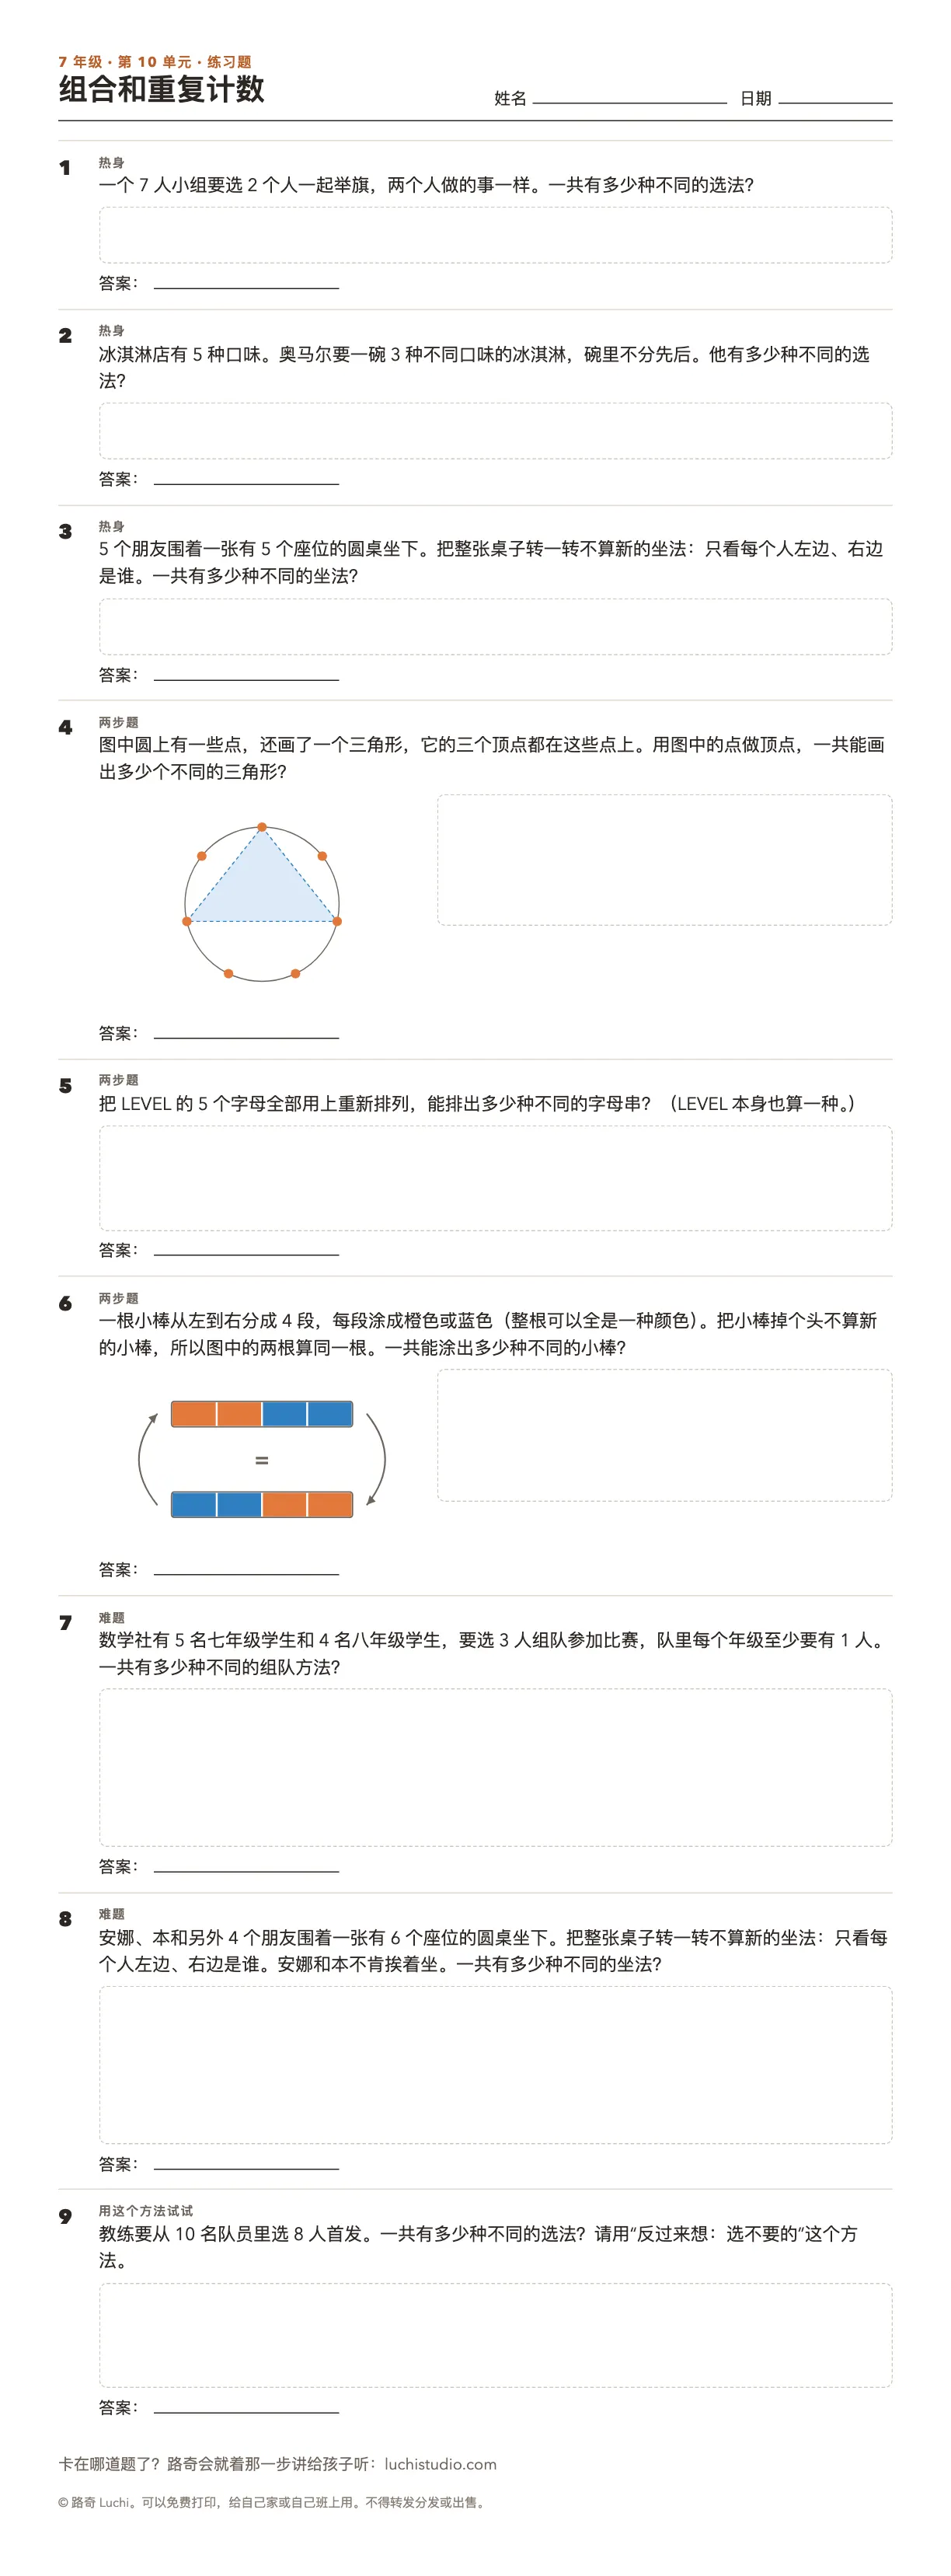 7 年级 · 第 10 单元 · 练习题
组合和重复计数
姓名 日期
1
热身
一个 7 人小组要选 2 个人一起举旗，两个人做的事一样。一共有多少种不同的选法？
答案：
2
热身
冰淇淋店有 5 种口味。奥马尔要一碗 3 种不同口味的冰淇淋，碗里不分先后。他有多少种不同的选
法？
答案：
3
热身
5 个朋友围着一张有 5 个座位的圆桌坐下。把整张桌子转一转不算新的坐法：只看每个人左边、右边
是谁。一共有多少种不同的坐法？
答案：
4
两步题
图中圆上有一些点，还画了一个三角形，它的三个顶点都在这些点上。用图中的点做顶点，一共能画
出多少个不同的三角形？
答案：
5
两步题
把 LEVEL 的 5 个字母全部用上重新排列，能排出多少种不同的字母串？（LEVEL 本身也算一种。）
答案：
6
两步题
一根小棒从左到右分成 4 段，每段涂成橙色或蓝色（整根可以全是一种颜色）。把小棒掉个头不算新
的小棒，所以图中的两根算同一根。一共能涂出多少种不同的小棒？
=
答案：
7
难题
数学社有 5 名七年级学生和 4 名八年级学生，要选 3 人组队参加比赛，队里每个年级至少要有 1 人。
一共有多少种不同的组队方法？
答案：
8
难题
安娜、本和另外 4 个朋友围着一张有 6 个座位的圆桌坐下。把整张桌子转一转不算新的坐法：只看每
个人左边、右边是谁。安娜和本不肯挨着坐。一共有多少种不同的坐法？
答案：
9
用这个方法试试
教练要从 10 名队员里选 8 人首发。一共有多少种不同的选法？请用“反过来想：选不要的”这个方
法。
答案：
卡在哪道题了？路奇会就着那一步讲给孩子听：luchistudio.com
© 路奇 Luchi。可以免费打印，给自己家或自己班上用。不得转发分发或出售。